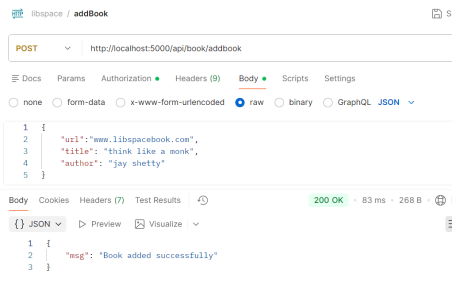 HTTP libspace / addBook
POST http://localhost:5000/api/book/addbook
Docs Params Authorization Headers (9) Body Scripts Settings
none form-data x-www-form-urlencoded raw binary GraphQL JSON
1 {
2 "url":"www.libspacebook.com",
3 "title": "think like a monk",
4 "author": "jay shetty"
5 }
Body Cookies Headers (7) Test Results 200 OK • 83 ms • 268 B
{} JSON Preview Visualize
1 {
2 "msg": "Book added successfully"
3 }